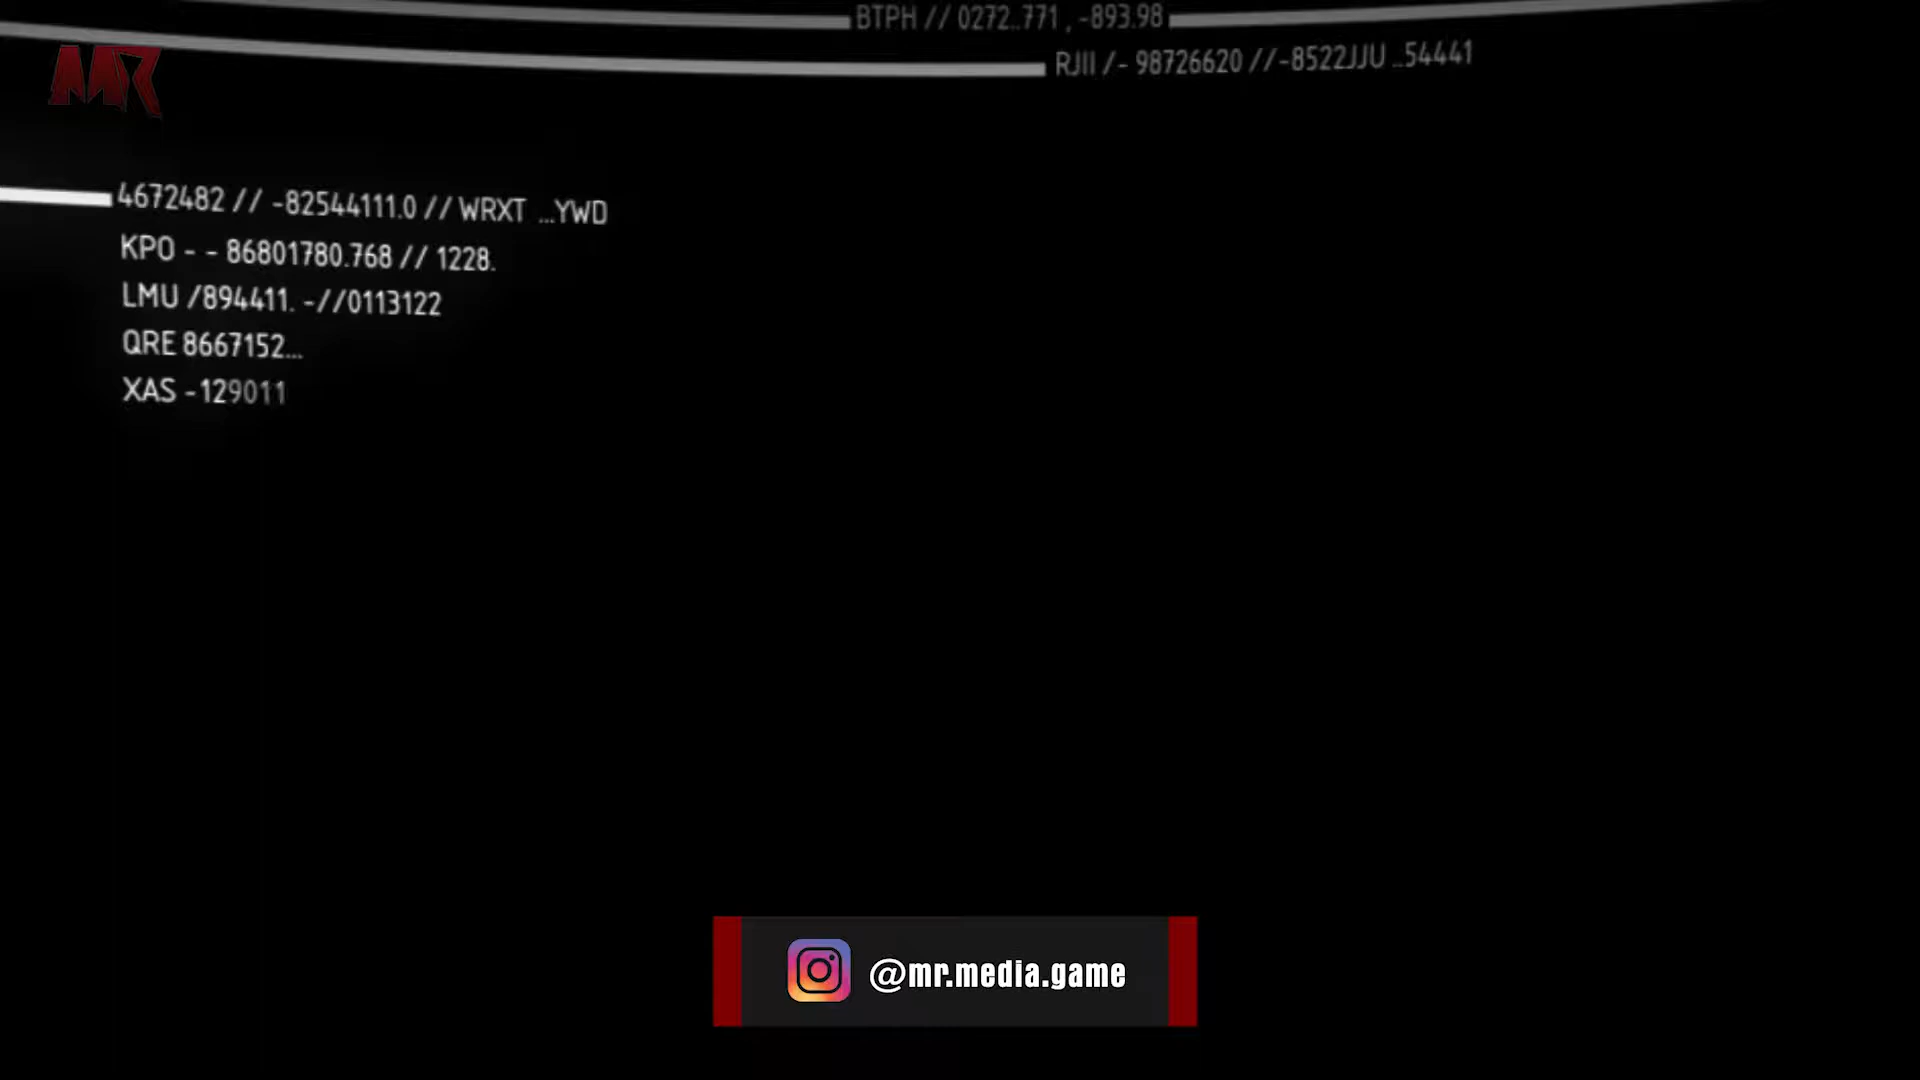 BTPH // 0272..771 , -893.98
RJII /- 98726620 //-8522JJU ..54441
MR
4672482 // -82544111.0 // WRXT ...YWD
KPO - - 86801780.768 // 1228.
LMU /894411. -//0113122
QRE 8667152...
XAS -129011
@mr.media.game